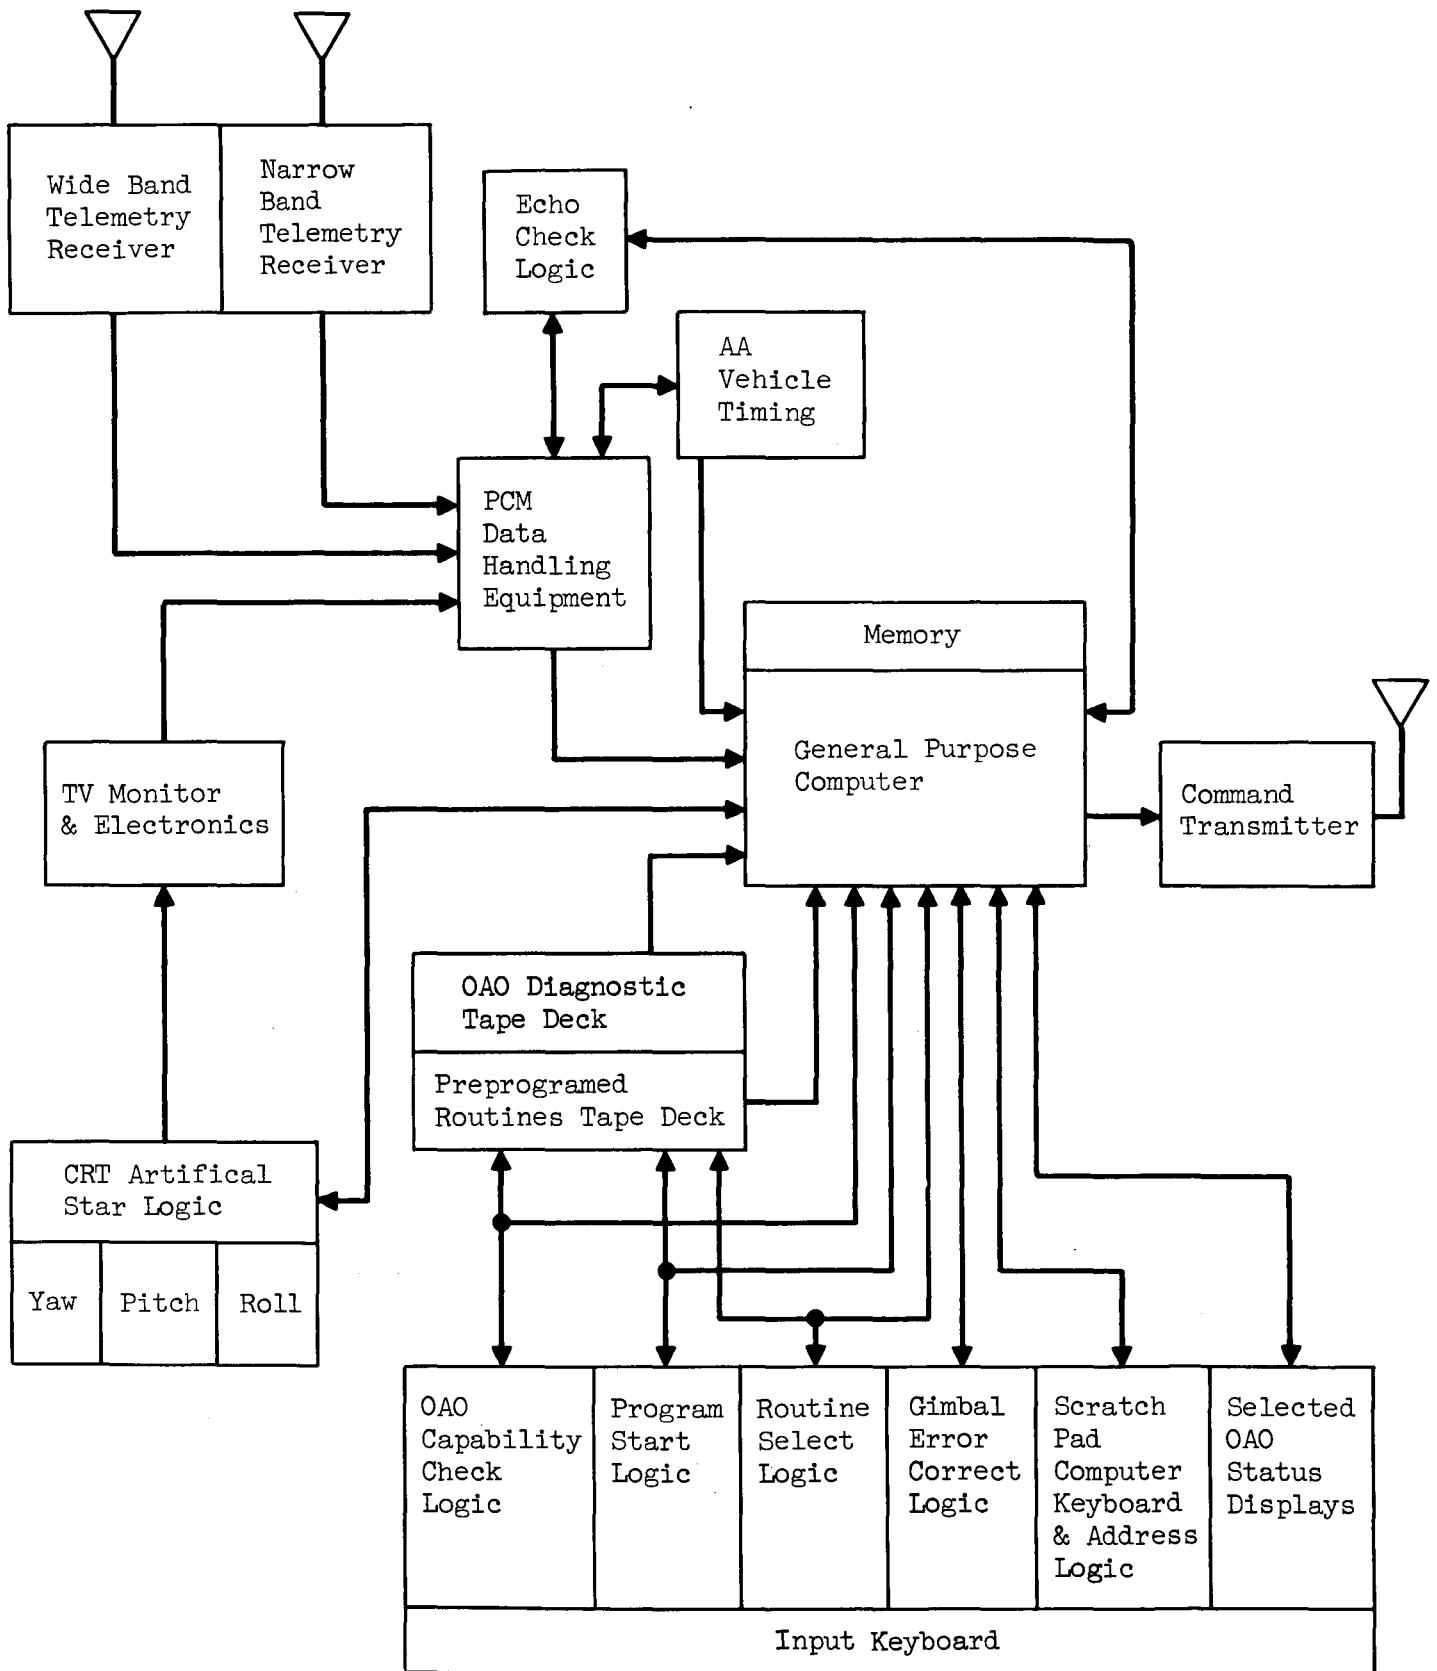 Wide Band
Telemetry
Receiver
Narrow
Band
Telemetry
Receiver
Echo
Check
Logic
AA
Vehicle
Timing
PCM
Data
Handling
Equipment
Memory
General Purpose
Computer
TV Monitor
& Electronics
Command
Transmitter
OAO Diagnostic
Tape Deck
Preprogramed
Routines Tape Deck
CRT Artifical
Star Logic
Yaw
Pitch
Roll
OAO
Capability
Check
Logic
Program
Start
Logic
Routine
Select
Logic
Gimbal
Error
Correct
Logic
Scratch
Pad
Computer
Keyboard
& Address
Logic
Selected
OAO
Status
Displays
Input Keyboard